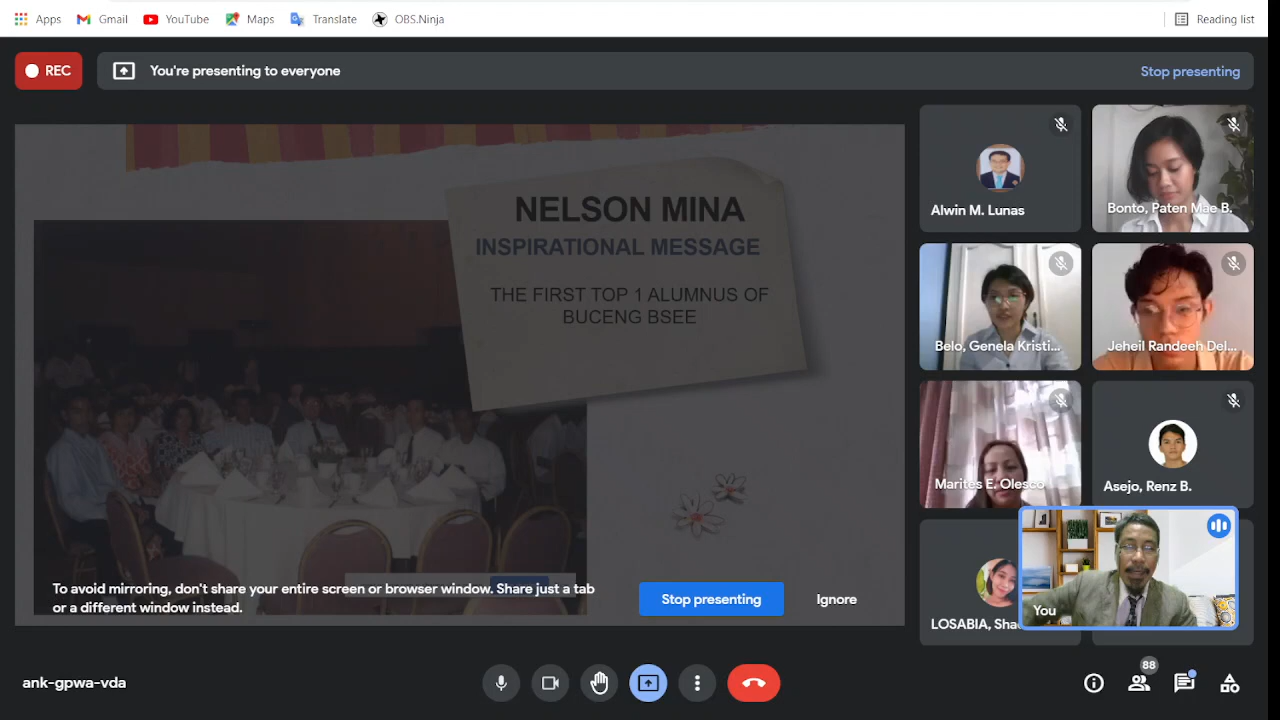 Apps Gmail YouTube Maps Translate OBS.Ninja Reading list
REC You're presenting to everyone Stop presenting
NELSON MINA
INSPIRATIONAL MESSAGE
THE FIRST TOP 1 ALUMNUS OF
BUCENG BSEE
To avoid mirroring, don't share your entire screen or browser window. Share just a tab
or a different window instead.
Stop presenting Ignore
Alwin M. Lunas
Bonto, Paten Mae B.
Belo, Genela Kristi...
Jeheil Randeeh Del...
Marites E. Olesco
Asejo, Renz B.
LOSABIA, Sha
You
ank-gpwa-vda
88